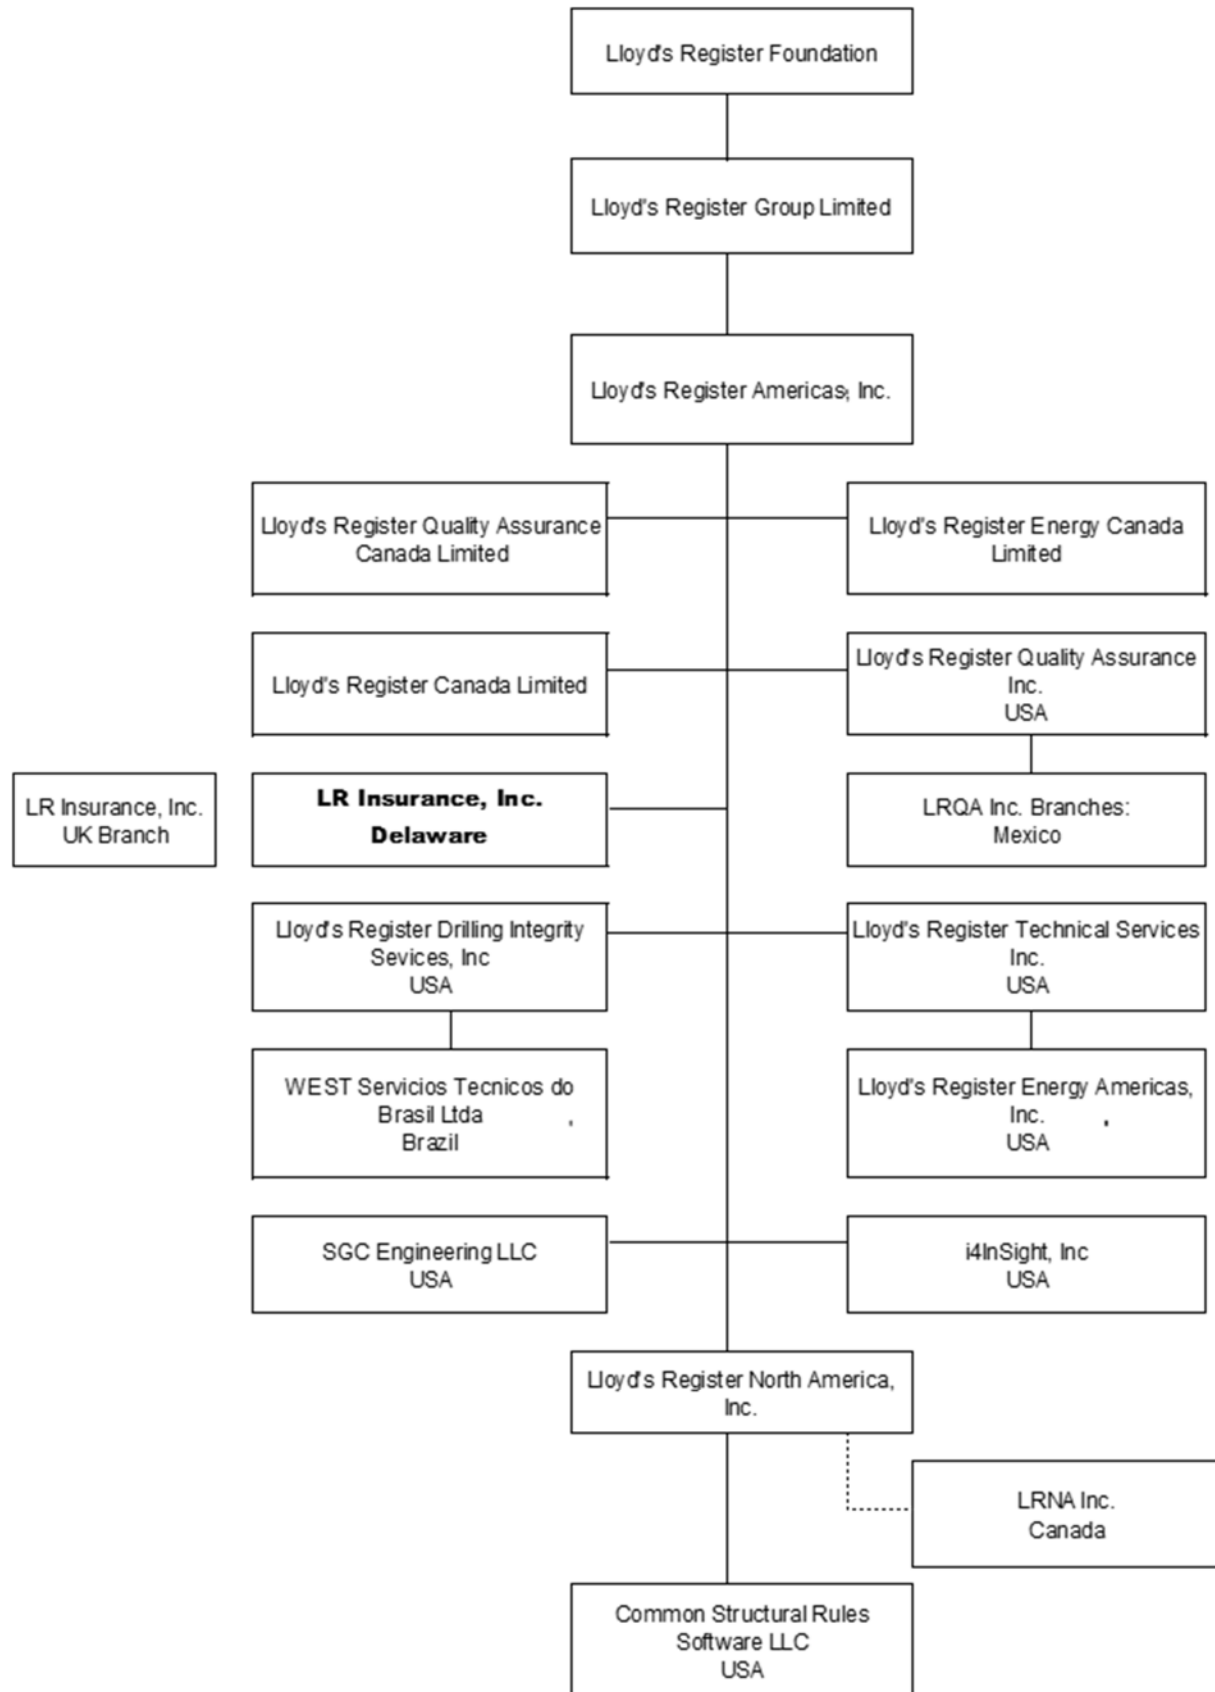 Lloyd's Register Foundation
Lloyd's Register Group Limited
Lloyd's Register Americas, Inc.
Lloyd's Register Quality Assurance
Canada Limited
Lloyd's Register Energy Canada
Limited
Lloyd's Register Canada Limited
Lloyd's Register Quality Assurance
Inc.
USA
LR Insurance, Inc.
UK Branch
LR Insurance, Inc.
Delaware
LRQA Inc. Branches:
Mexico
Lloyd's Register Drilling Integrity
Sevices, Inc
USA
Lloyd's Register Technical Services
Inc.
USA
WEST Servicios Tecnicos do
Brasil Ltda
Brazil
Lloyd's Register Energy Americas,
Inc.
USA
SGC Engineering LLC
USA
i4InSight, Inc
USA
Lloyd's Register North America,
Inc.
LRNA Inc.
Canada
Common Structural Rules
Software LLC
USA